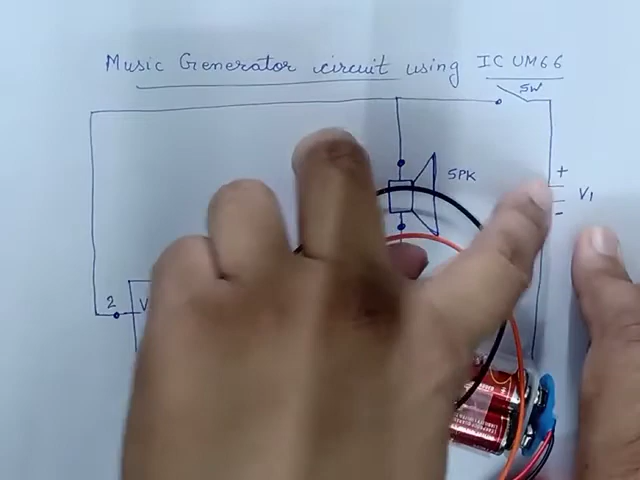 Music Generator circuit using IC UM66
SW
+
SPK
V1
-
2
V